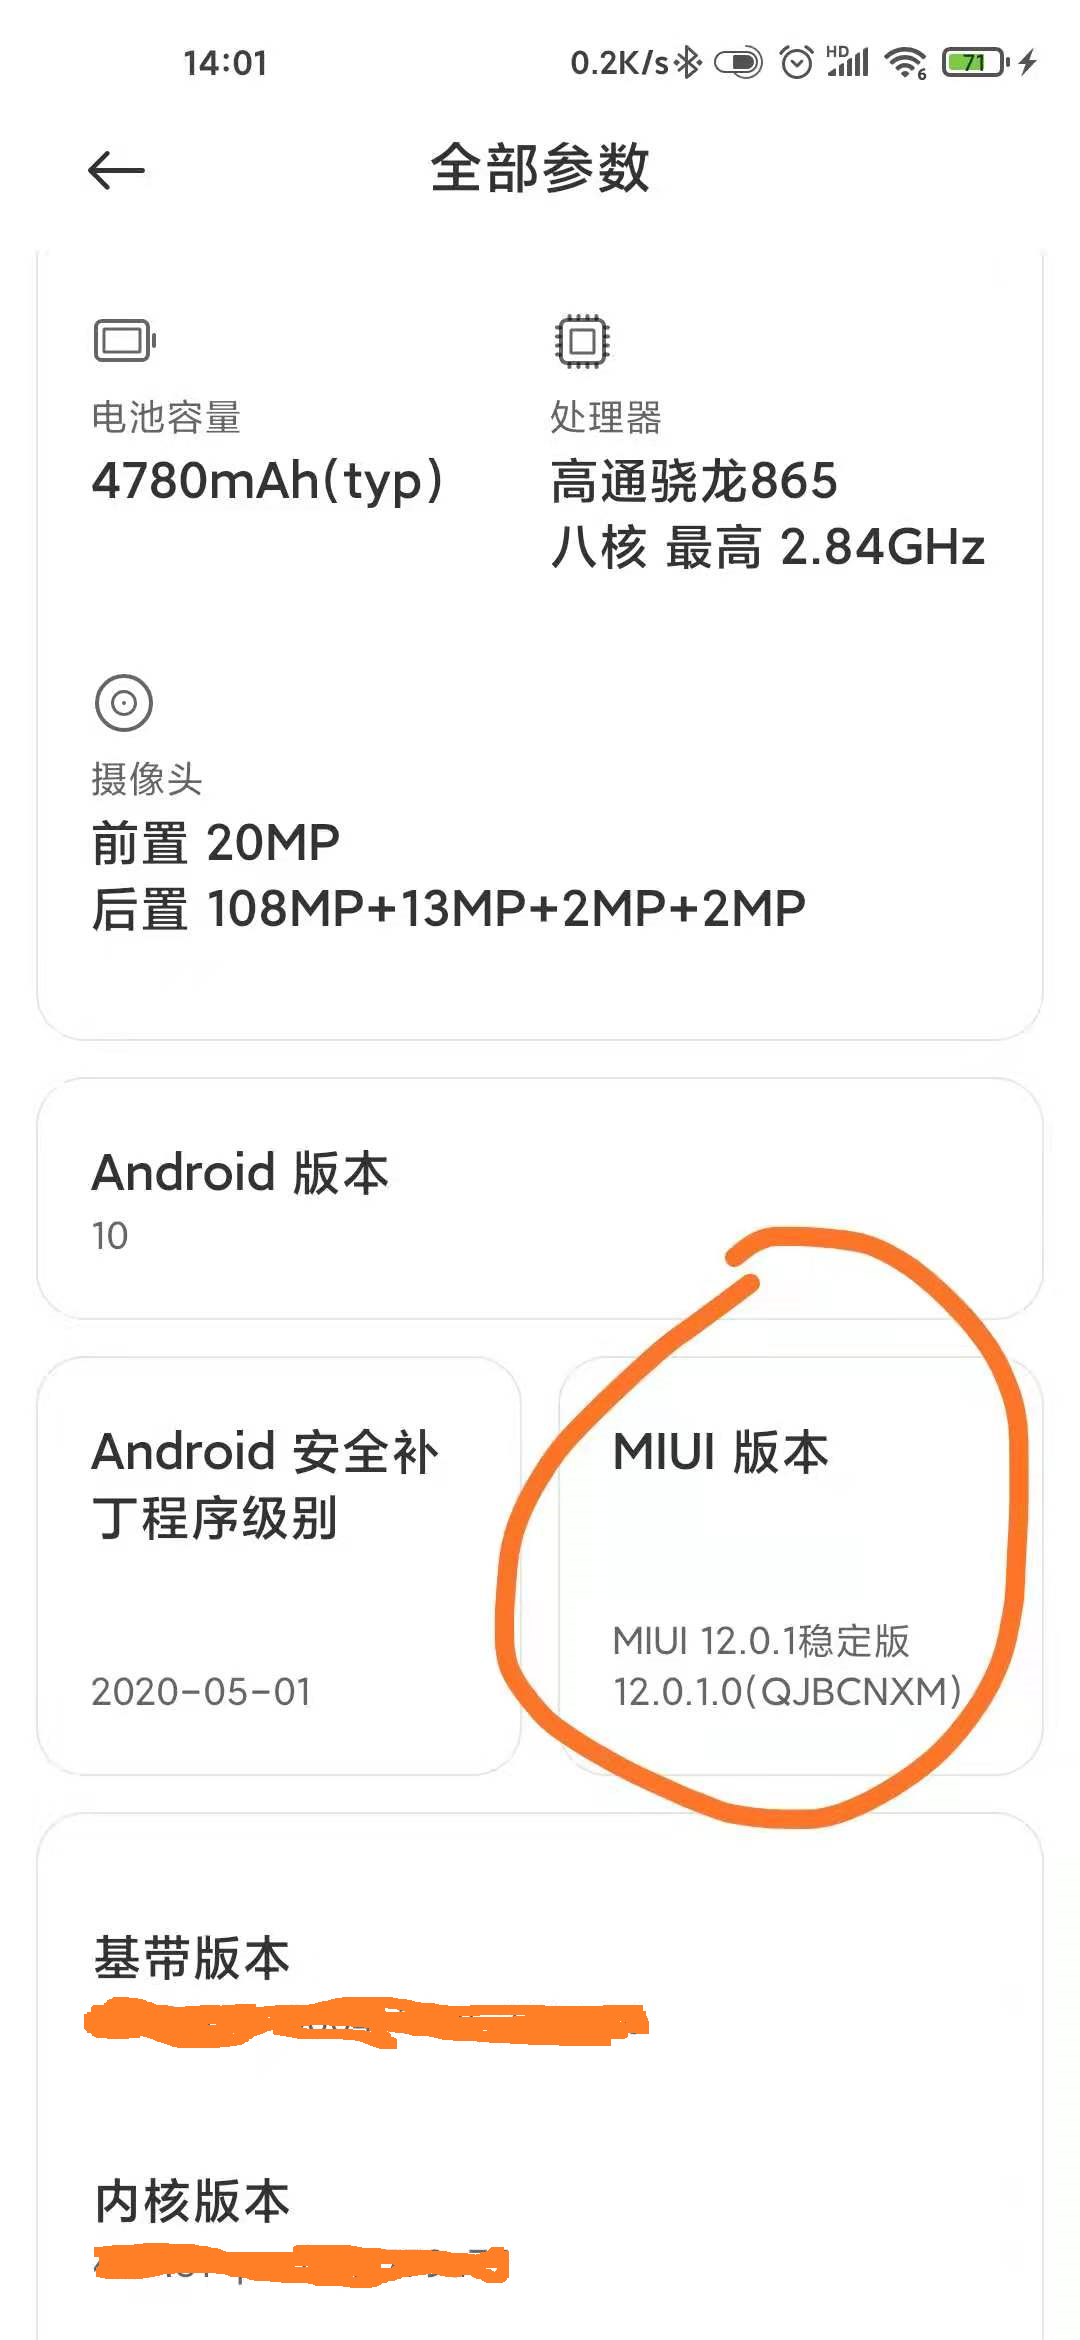 14:01 0.2K/s HD 6 71
全部参数
电池容量
4780mAh(typ)
处理器
高通骁龙865
八核 最高 2.84GHz
摄像头
前置 20MP
后置 108MP+13MP+2MP+2MP
Android 版本
10
Android 安全补
丁程序级别
2020-05-01
MIUI 版本
MIUI 12.0.1稳定版
12.0.1.0(QJBCNXM)
基带版本
内核版本